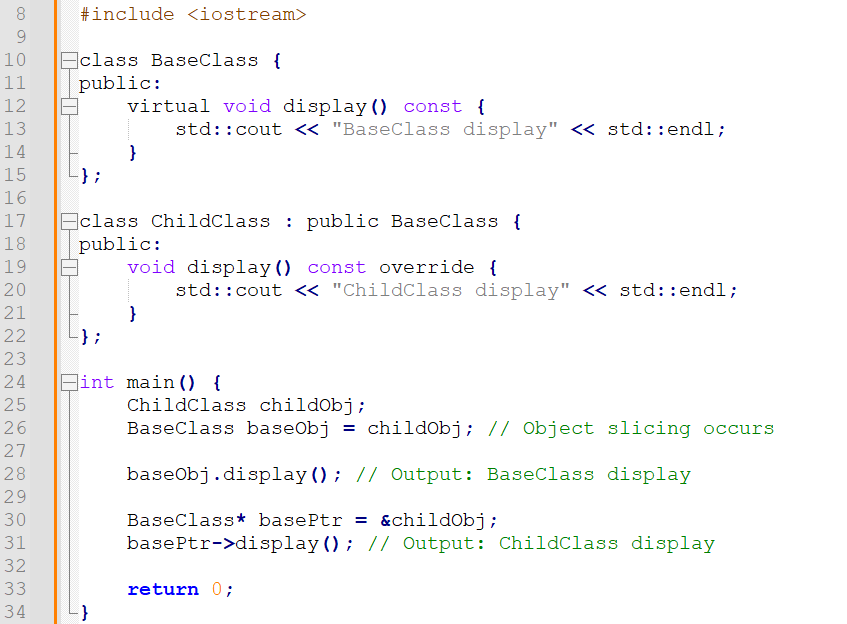 8 #include <iostream>
9
10 class BaseClass {
11 public:
12     virtual void display() const {
13         std::cout << "BaseClass display" << std::endl;
14     }
15 };
16
17 class ChildClass : public BaseClass {
18 public:
19     void display() const override {
20         std::cout << "ChildClass display" << std::endl;
21     }
22 };
23
24 int main() {
25     ChildClass childObj;
26     BaseClass baseObj = childObj; // Object slicing occurs
27
28     baseObj.display(); // Output: BaseClass display
29
30     BaseClass* basePtr = &childObj;
31     basePtr->display(); // Output: ChildClass display
32
33     return 0;
34 }